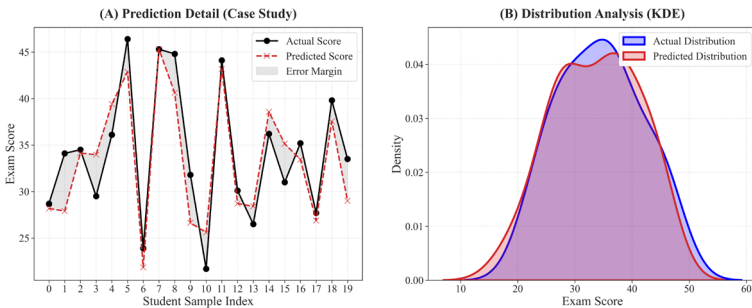 (A) Prediction Detail (Case Study)
Exam Score
45
40
35
30
25
Actual Score
Predicted Score
Error Margin
0 1 2 3 4 5 6 7 8 9 10 11 12 13 14 15 16 17 18 19
Student Sample Index
(B) Distribution Analysis (KDE)
Density
0.04
0.03
0.02
0.01
0.00
Actual Distribution
Predicted Distribution
10 20 30 40 50 60
Exam Score